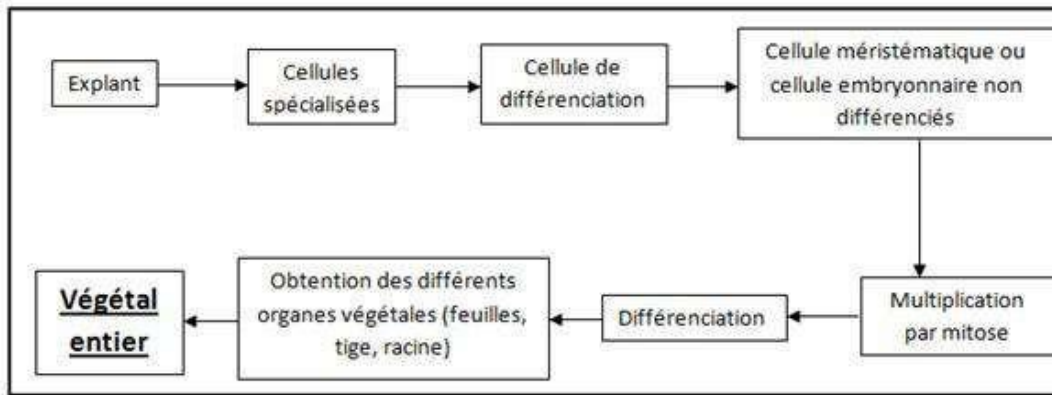 Explant
Cellules
spécialisées
Cellule de
différenciation
Cellule méristématique ou
cellule embryonnaire non
différenciés
Multiplication
par mitose
Différenciation
Obtention des différents
organes végétales (feuilles,
tige, racine)
Végétal
entier